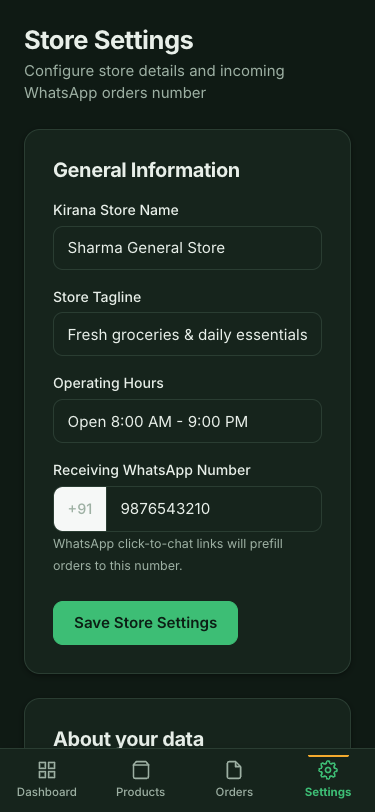 Store Settings
Configure store details and incoming
WhatsApp orders number
General Information
Kirana Store Name
Sharma General Store
Store Tagline
Fresh groceries & daily essentials
Operating Hours
Open 8:00 AM - 9:00 PM
Receiving WhatsApp Number
+91 9876543210
WhatsApp click-to-chat links will prefill
orders to this number.
Save Store Settings
About your data
Dashboard Products Orders Settings